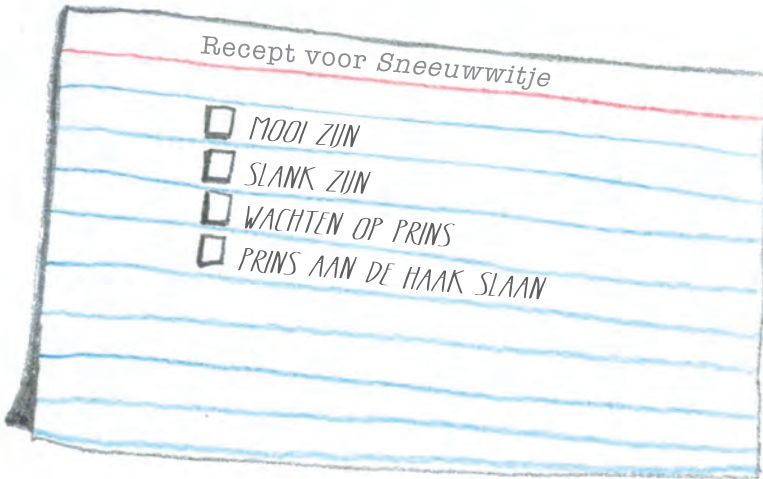 Recept voor Sneeuwwitje
MOOI ZIJN
SLANK ZIJN
WACHTEN OP PRINS
PRINS AAN DE HAAK SLAAN